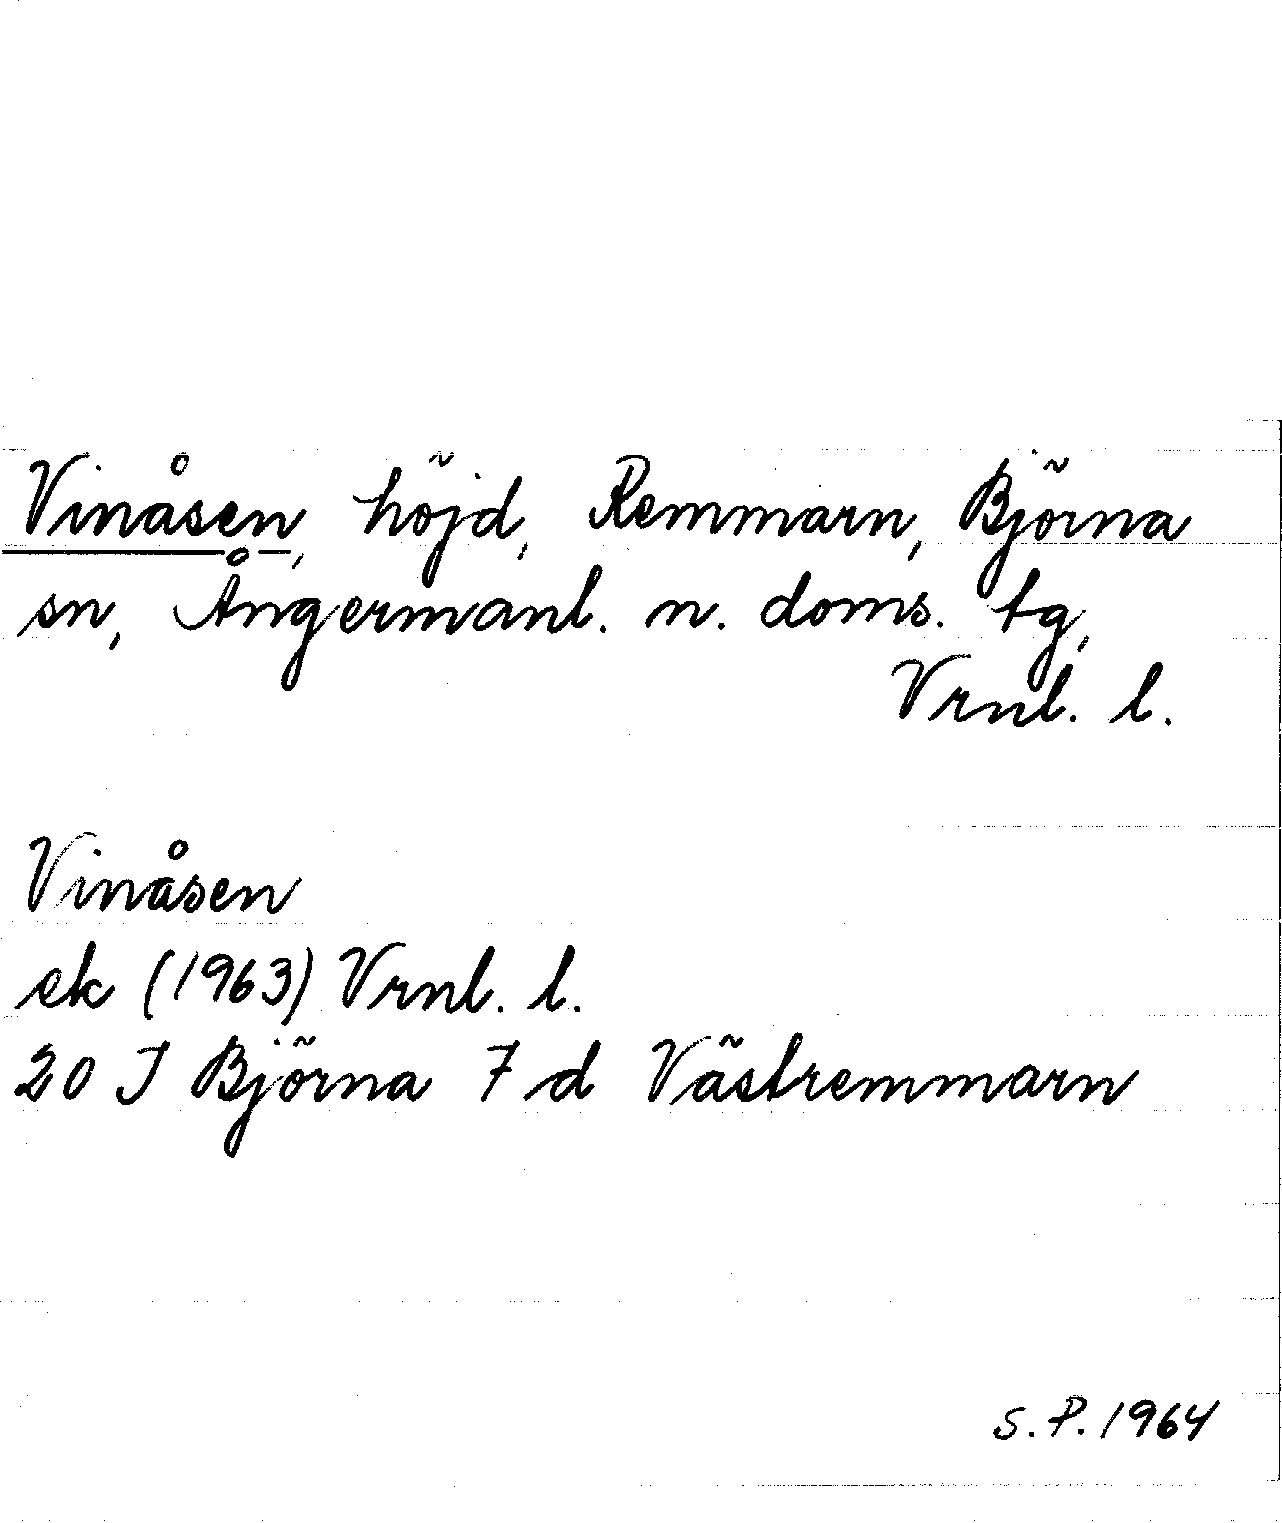 Vinåsen, höjd, Remmarn, Björna
sn, Ångermanl. n. doms. tg,
Vrnl. l.
Vinåsen
ek (1963) Vrnl. l.
20 J Björna 7 d Västremmarn
S. P. 1964